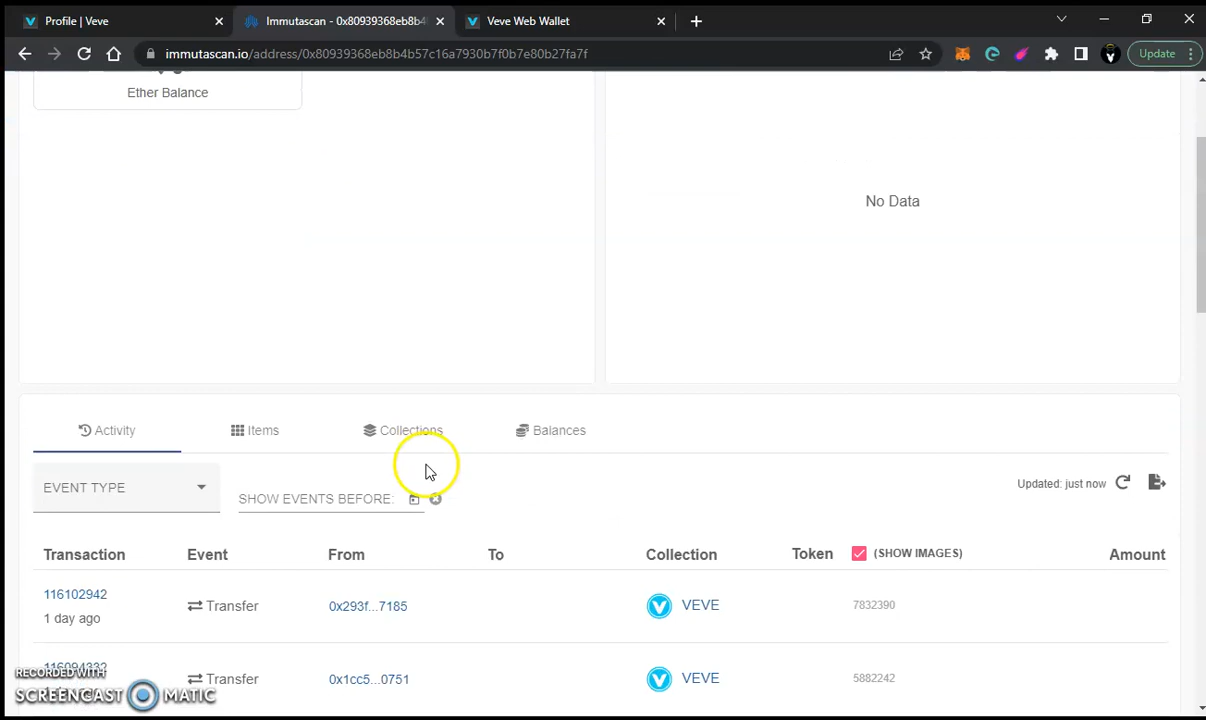 Profile | Veve
Immutascan - 0x80939368eb8b4
Veve Web Wallet
immutascan.io/address/0x80939368eb8b4b57c16a7930b7f0b7e80b27fa7f
Update
Ether Balance
No Data
Activity
Items
Collections
Balances
EVENT TYPE
SHOW EVENTS BEFORE:
Updated: just now
Transaction Event From To Collection Token (SHOW IMAGES) Amount
116102942
1 day ago
Transfer 0x293f...7185 VEVE 7832390
116094332
Transfer 0x1cc5...0751 VEVE 5882242
RECORDED WITH
SCREENCAST MATIC